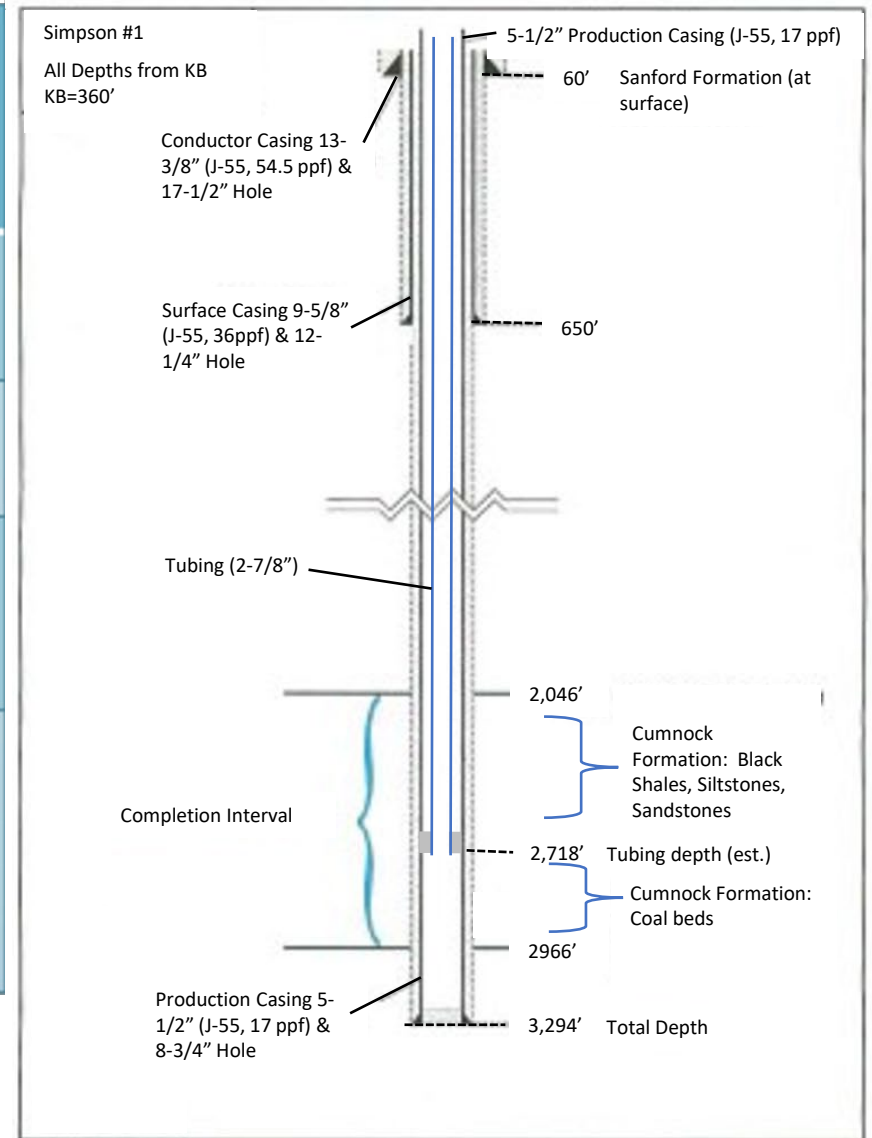 Simpson #1
All Depths from KB
KB=360’
5-1/2” Production Casing (J-55, 17 ppf)
60’ Sanford Formation (at
surface)
Conductor Casing 13-
3/8” (J-55, 54.5 ppf) &
17-1/2” Hole
Surface Casing 9-5/8”
(J-55, 36ppf) & 12-
1/4” Hole
650’
Tubing (2-7/8”)
2,046’
Cumnock
Formation: Black
Shales, Siltstones,
Sandstones
Completion Interval
2,718’ Tubing depth (est.)
Cumnock Formation:
Coal beds
2966’
Production Casing 5-
1/2” (J-55, 17 ppf) &
8-3/4” Hole
3,294’ Total Depth